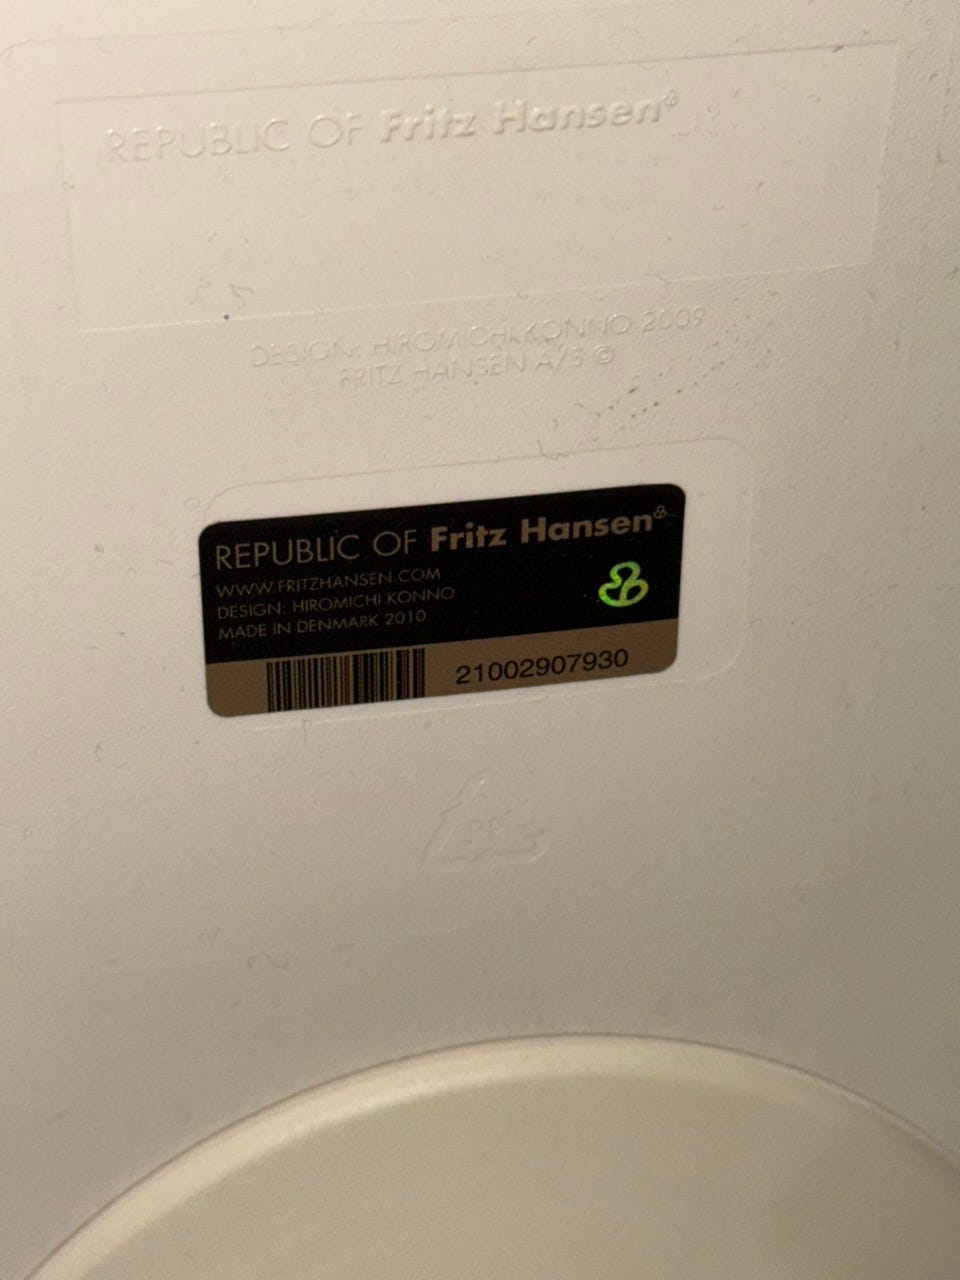 REPUBLIC OF Fritz Hansen®
DESIGN: HIROMICHI KONNO 2009
FRITZ HANSEN A/S ©
REPUBLIC OF Fritz Hansen
WWW.FRITZHANSEN.COM
DESIGN: HIROMICHI KONNO
MADE IN DENMARK 2010
21002907930
PP